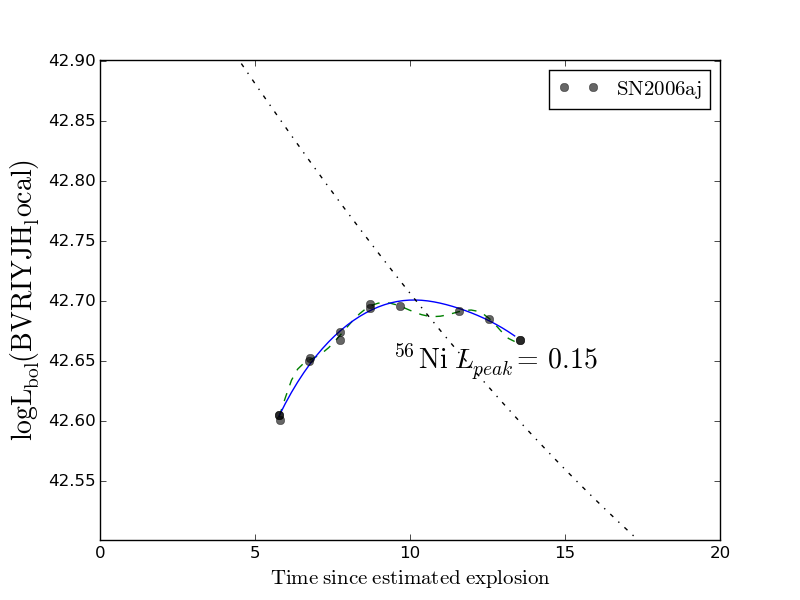 SN2006aj
42.90
42.85
42.80
42.75
42.70
42.65
42.60
42.55
logL_bol(BVRIYJH_local)
⁵⁶Ni L_peak = 0.15
0 5 10 15 20
Time since estimated explosion